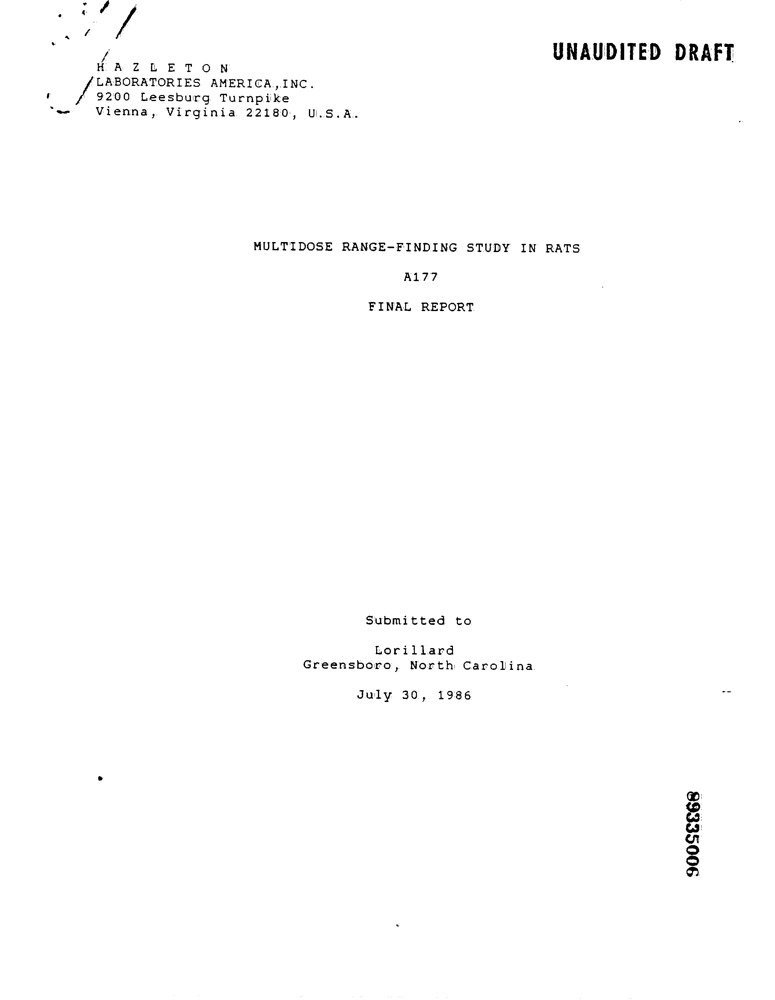 UNAUDITED DRAFT
H A Z L E T O N
LABORATORIES AMERICA, INC.
9200 Leesburg Turnpike
Vienna, Virginia 22180, U.S.A.
MULTIDOSE RANGE-FINDING STUDY IN RATS
A177
FINAL REPORT
Submitted to
Lorillard
Greensboro, North Carolina
July 30, 1986
89335006